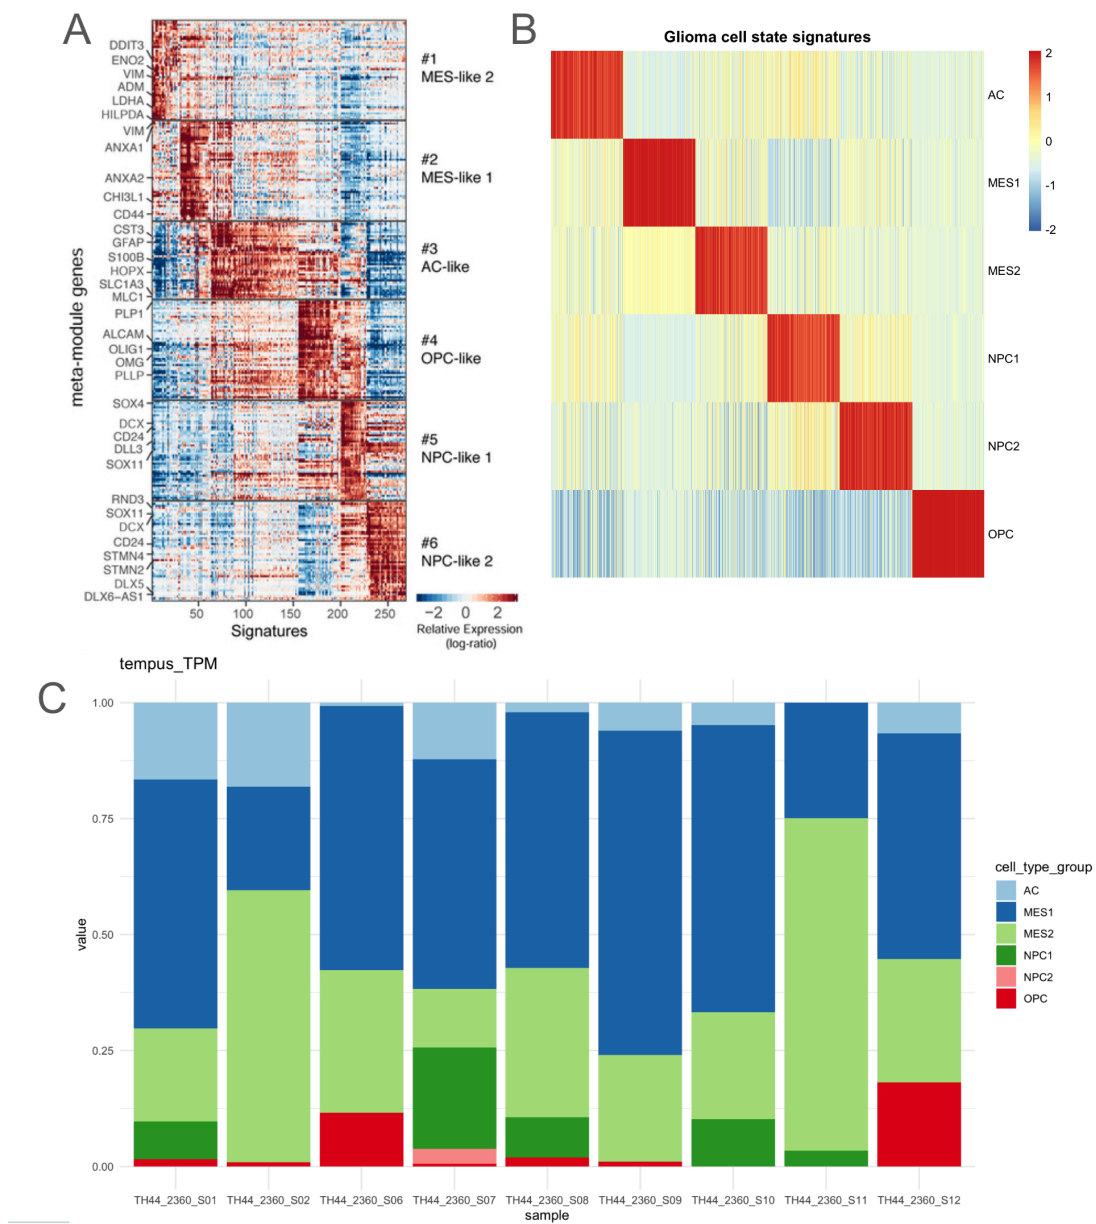 A
DDIT3
ENO2
VIM
ADM
LDHA
HILPDA
VIM
ANXA1
ANXA2
CHI3L1
CD44
CST3
GFAP
S100B
HOPX
SLC1A3
MLC1
PLP1
ALCAM
OLIG1
OMG
PLLP
SOX4
DCX
CD24
DLL3
SOX11
RND3
SOX11
DCX
CD24
STMN4
STMN2
DLX5
DLX6-AS1
meta-module genes
#1
MES-like 2
#2
MES-like 1
#3
AC-like
#4
OPC-like
#5
NPC-like 1
#6
NPC-like 2
50 100 150 200 250
Signatures
−2 0 2
Relative Expression
(log-ratio)
B
Glioma cell state signatures
AC
MES1
MES2
NPC1
NPC2
OPC
2
1
0
-1
-2
C
tempus_TPM
1.00
0.75
0.50
0.25
0.00
value
TH44_2360_S01 TH44_2360_S02 TH44_2360_S06 TH44_2360_S07 TH44_2360_S08 TH44_2360_S09 TH44_2360_S10 TH44_2360_S11 TH44_2360_S12
sample
cell_type_group
AC
MES1
MES2
NPC1
NPC2
OPC